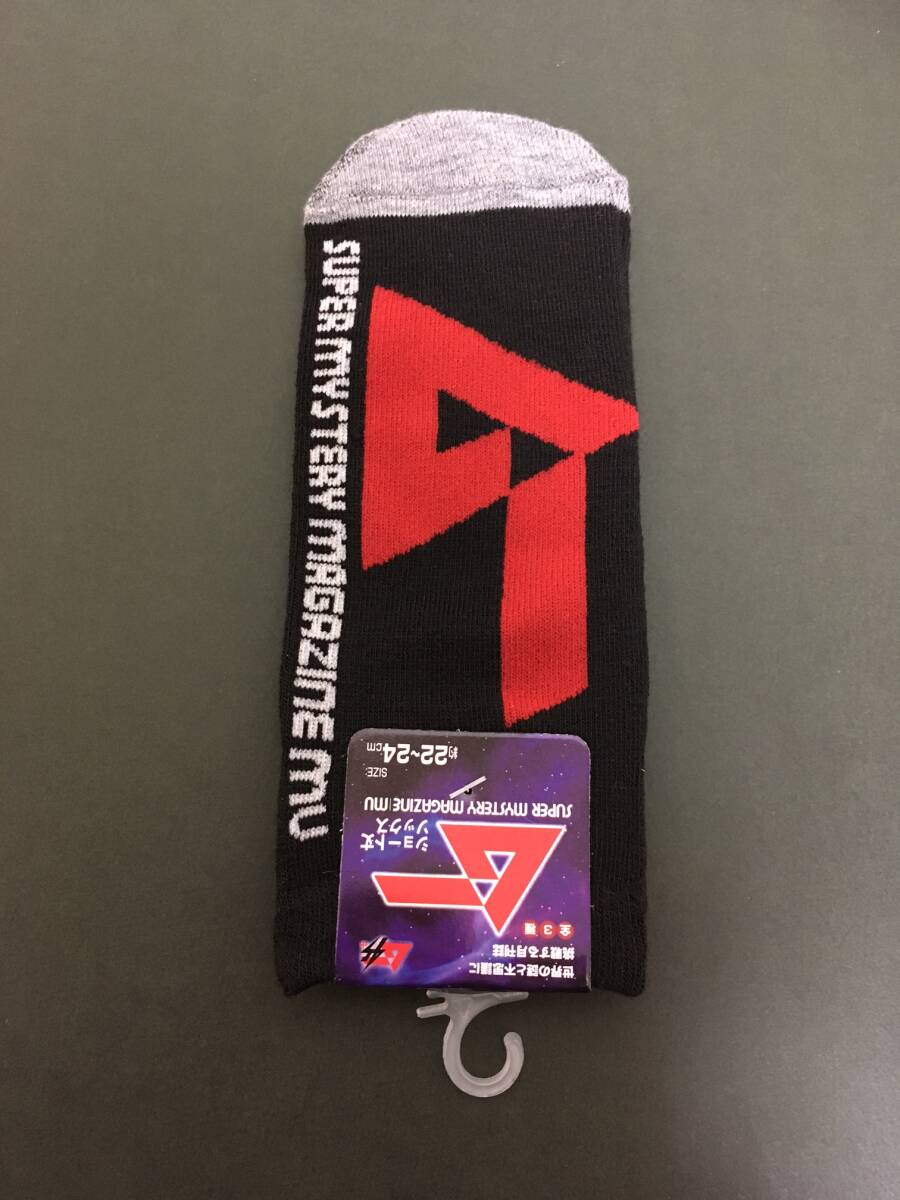 SUPER MYSTERY MAGAZINE MU
世界の謎と不思議に
挑戦する月刊誌
全3種
ムー
ショート丈
ソックス
SUPER MYSTERY MAGAZINE MU
SIZE:
約22~24cm